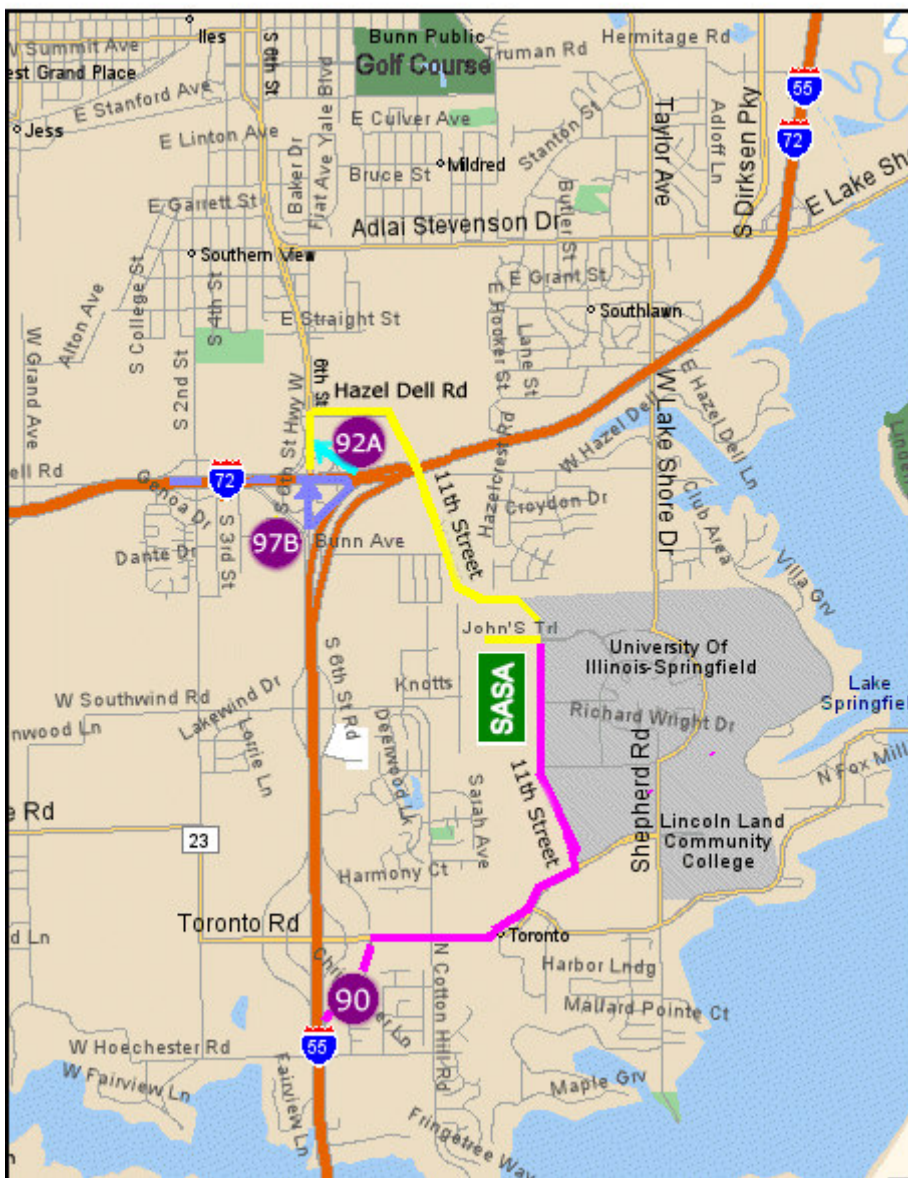 Iles
Bunn Public
Golf Course
Hermitage Rd
W Summit Ave
S 6th St
Truman Rd
est Grand Place
E Stanford Ave
55
Jess
E Linton Ave
Baker Dr
Fiat Ave
Yale Blvd
E Culver Ave
Stanton St
Taylor Ave
Adloff Ln
S Dirksen Pky
72
Mildred
Bruce St
E Lake Sho
E Garrett St
Adlai Stevenson Dr
Butler St
Southern View
E Grant St
Afton Ave
S College St
S 4th St
E Straight St
E Hooker St
Lane St
Southlawn
W Grand Ave
S 2nd St
6th St
Hazel Dell Rd
W Lake Shore Dr
E Hazel Dell Ln
Linden
S 6th St Hwy W
92A
W Hazel Dell
ell Rd
72
Genoa Dr
11th Street
Hazelcrest Rd
Croydon Dr
Club Area
S 3rd St
97B
Bunn Ave
Dante Dr
Villa Grv
John'S Trl
University Of
Illinois-Springfield
S 6th St Rd
Knotts
SASA
W Southwind Rd
Lakewind Dr
Lake
Springfiel
nwood Ln
Lorrie Ln
Deerwood Lk
Richard Wright Dr
N Fox Mill
Sarah Ave
11th Street
Shepherd Rd
e Rd
23
Lincoln Land
Community
College
Harmony Ct
Toronto Rd
Toronto
d Ln
N Cotton Hill Rd
Harbor Lndg
90
Mallard Pointe Ct
W Hoechester Rd
55
W Fairview Ln
Fairview Ln
Maple Grv
Fringetree Way